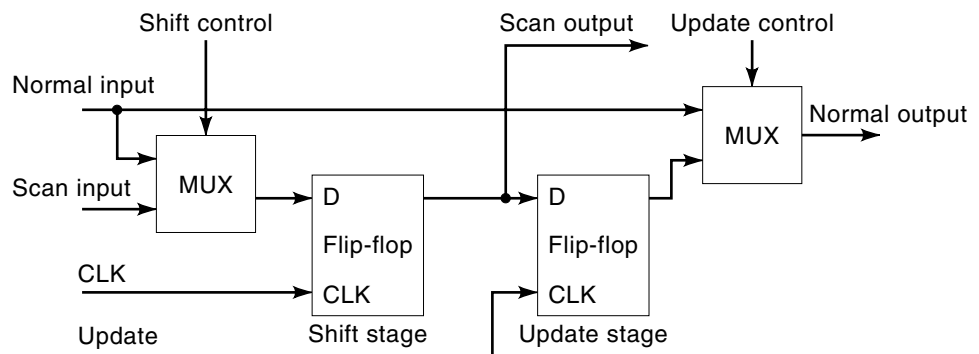 Shift control
Scan output
Update control
Normal input
Normal output
MUX
MUX
Scan input
D
D
Flip-flop
Flip-flop
CLK
CLK
CLK
Update
Shift stage
Update stage